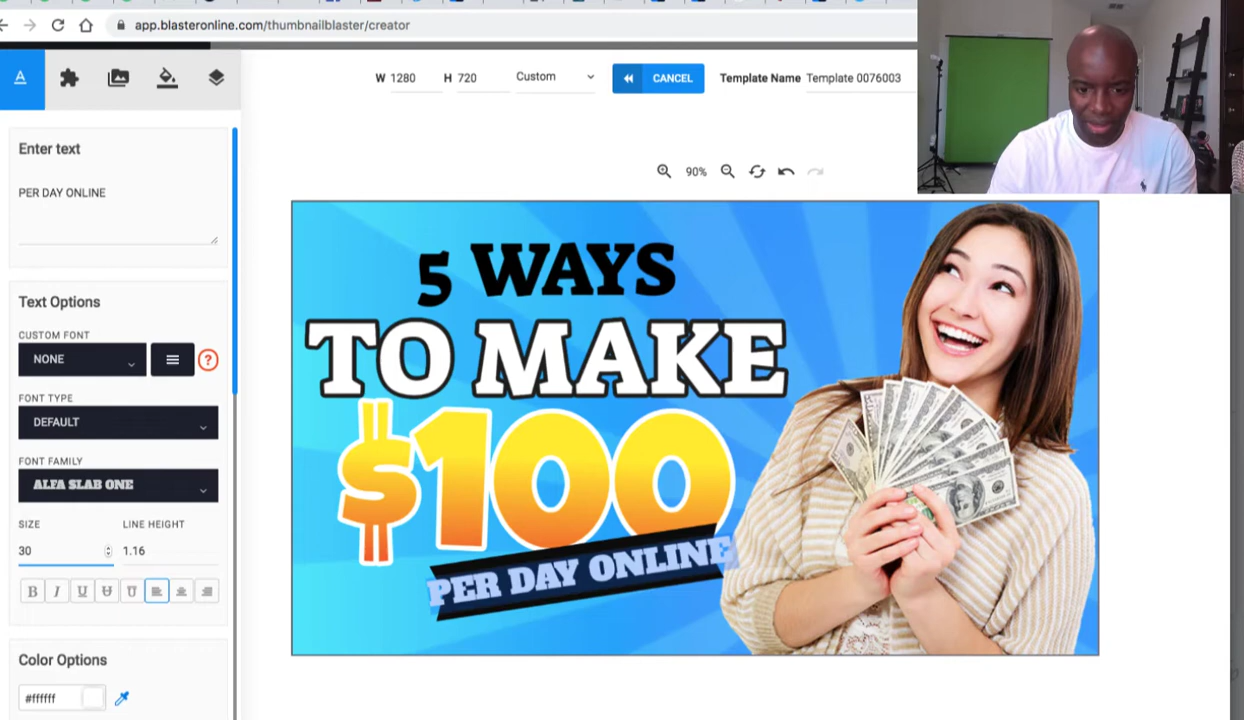 app.blasteronline.com/thumbnailblaster/creator
A
W 1280 H 720 Custom CANCEL Template Name Template 0076003
Enter text
PER DAY ONLINE
90%
Text Options
CUSTOM FONT
NONE
?
FONT TYPE
DEFAULT
FONT FAMILY
ALFA SLAB ONE
SIZE LINE HEIGHT
30 1.16
B I U U U
Color Options
#ffffff
5 WAYS
TO MAKE
$100
PER DAY ONLINE